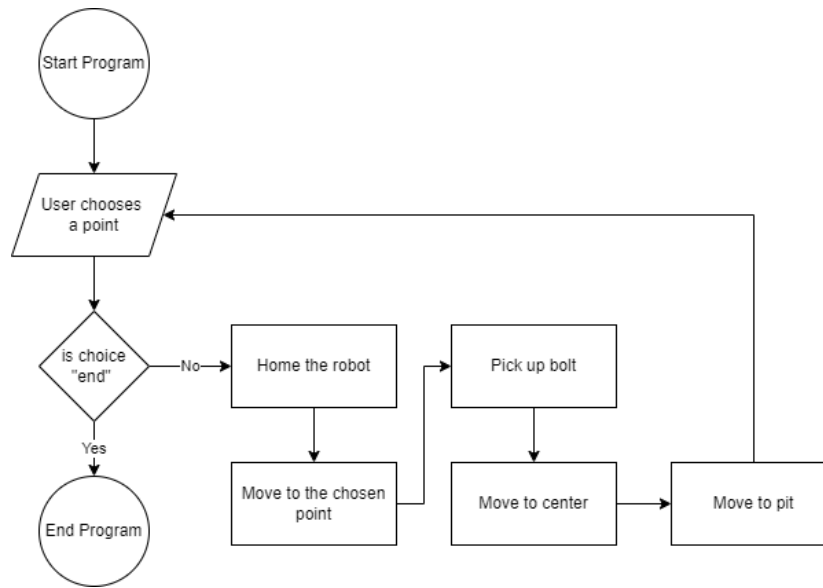 Start Program
User chooses
a point
is choice
"end"
No
Home the robot
Pick up bolt
Yes
Move to the chosen
point
Move to center
Move to pit
End Program